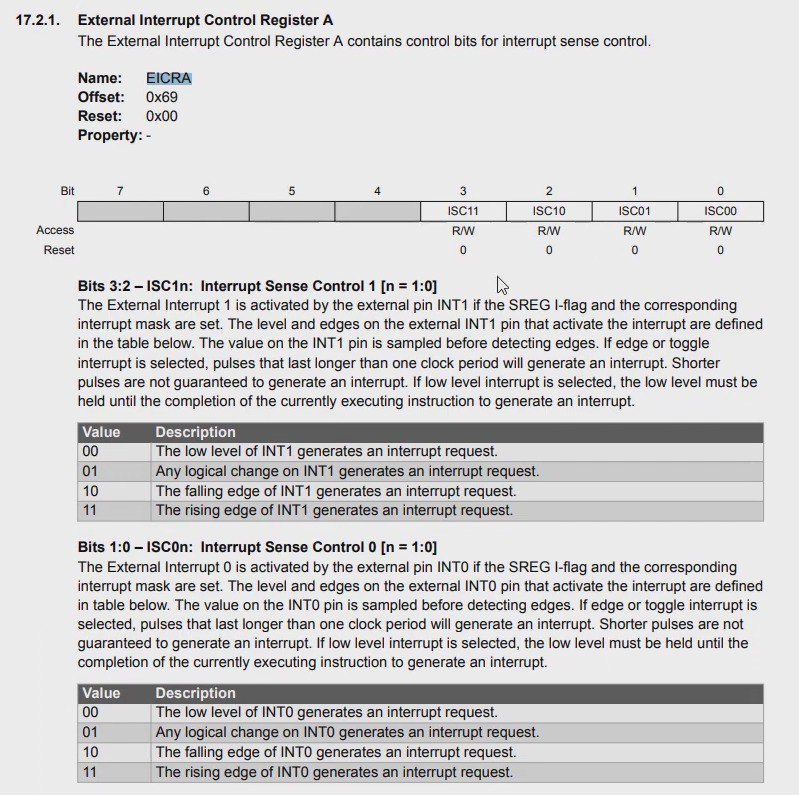 17.2.1. External Interrupt Control Register A
The External Interrupt Control Register A contains control bits for interrupt sense control.
Name: EICRA
Offset: 0x69
Reset: 0x00
Property: -
Bit 7 6 5 4 3 2 1 0
ISC11 ISC10 ISC01 ISC00
Access R/W R/W R/W R/W
Reset 0 0 0 0
Bits 3:2 – ISC1n: Interrupt Sense Control 1 [n = 1:0]
The External Interrupt 1 is activated by the external pin INT1 if the SREG I-flag and the corresponding
interrupt mask are set. The level and edges on the external INT1 pin that activate the interrupt are defined
in the table below. The value on the INT1 pin is sampled before detecting edges. If edge or toggle
interrupt is selected, pulses that last longer than one clock period will generate an interrupt. Shorter
pulses are not guaranteed to generate an interrupt. If low level interrupt is selected, the low level must be
held until the completion of the currently executing instruction to generate an interrupt.
Value Description
00 The low level of INT1 generates an interrupt request.
01 Any logical change on INT1 generates an interrupt request.
10 The falling edge of INT1 generates an interrupt request.
11 The rising edge of INT1 generates an interrupt request.
Bits 1:0 – ISC0n: Interrupt Sense Control 0 [n = 1:0]
The External Interrupt 0 is activated by the external pin INT0 if the SREG I-flag and the corresponding
interrupt mask are set. The level and edges on the external INT0 pin that activate the interrupt are defined
in table below. The value on the INT0 pin is sampled before detecting edges. If edge or toggle interrupt is
selected, pulses that last longer than one clock period will generate an interrupt. Shorter pulses are not
guaranteed to generate an interrupt. If low level interrupt is selected, the low level must be held until the
completion of the currently executing instruction to generate an interrupt.
Value Description
00 The low level of INT0 generates an interrupt request.
01 Any logical change on INT0 generates an interrupt request.
10 The falling edge of INT0 generates an interrupt request.
11 The rising edge of INT0 generates an interrupt request.